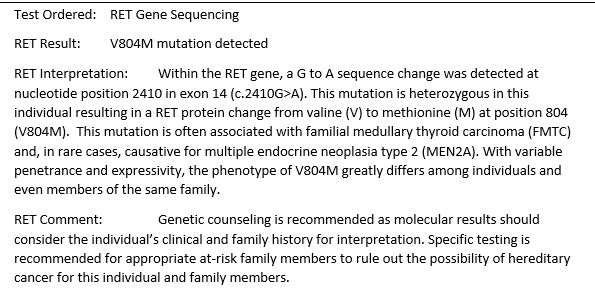 Test Ordered: RET Gene Sequencing
RET Result: V804M mutation detected
RET Interpretation: Within the RET gene, a G to A sequence change was detected at
nucleotide position 2410 in exon 14 (c.2410G>A). This mutation is heterozygous in this
individual resulting in a RET protein change from valine (V) to methionine (M) at position 804
(V804M). This mutation is often associated with familial medullary thyroid carcinoma (FMTC)
and, in rare cases, causative for multiple endocrine neoplasia type 2 (MEN2A). With variable
penetrance and expressivity, the phenotype of V804M greatly differs among individuals and
even members of the same family.
RET Comment: Genetic counseling is recommended as molecular results should
consider the individual’s clinical and family history for interpretation. Specific testing is
recommended for appropriate at-risk family members to rule out the possibility of hereditary
cancer for this individual and family members.